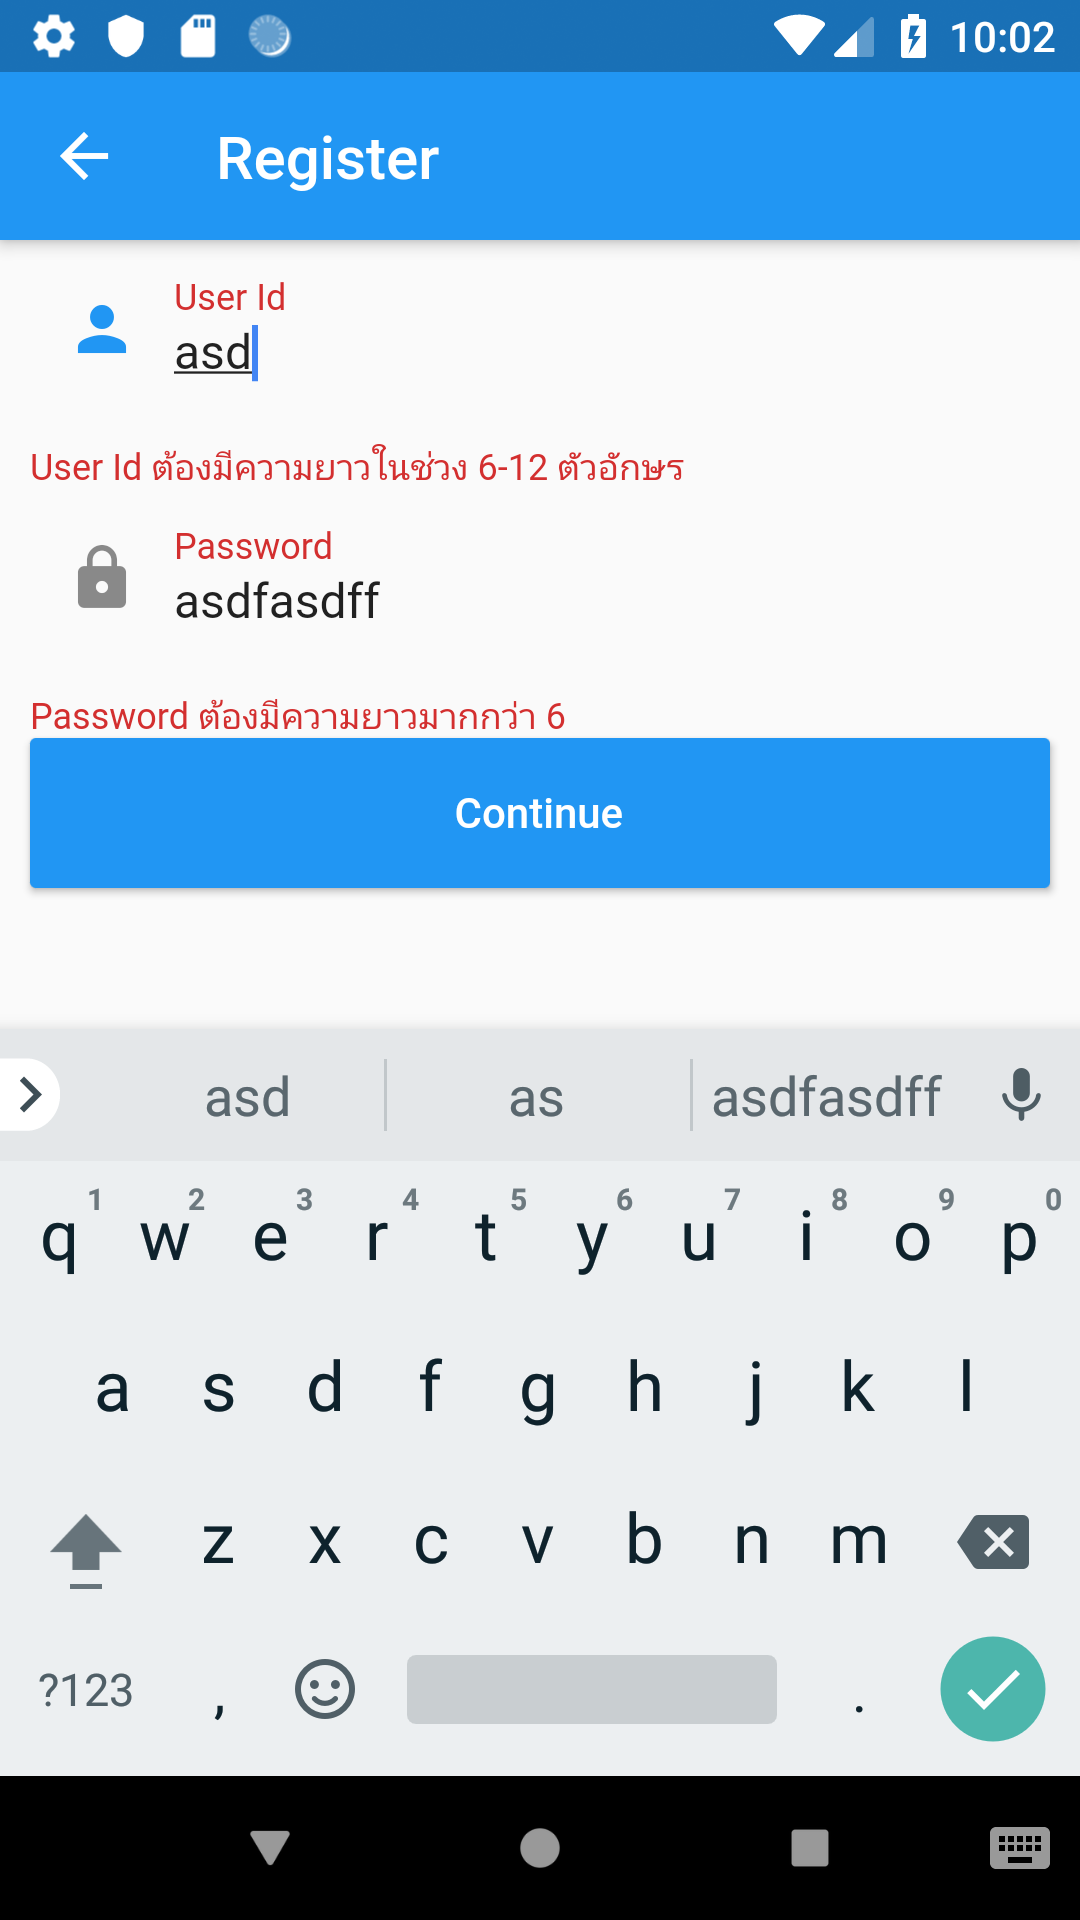 10:02
Register
User Id
asd
User Id ต้องมีความยาวในช่วง 6-12 ตัวอักษร
Password
asdfasdff
Password ต้องมีความยาวมากกว่า 6
Continue
asd as asdfasdff
1 2 3 4 5 6 7 8 9 0
q w e r t y u i o p
a s d f g h j k l
z x c v b n m
?123 , .